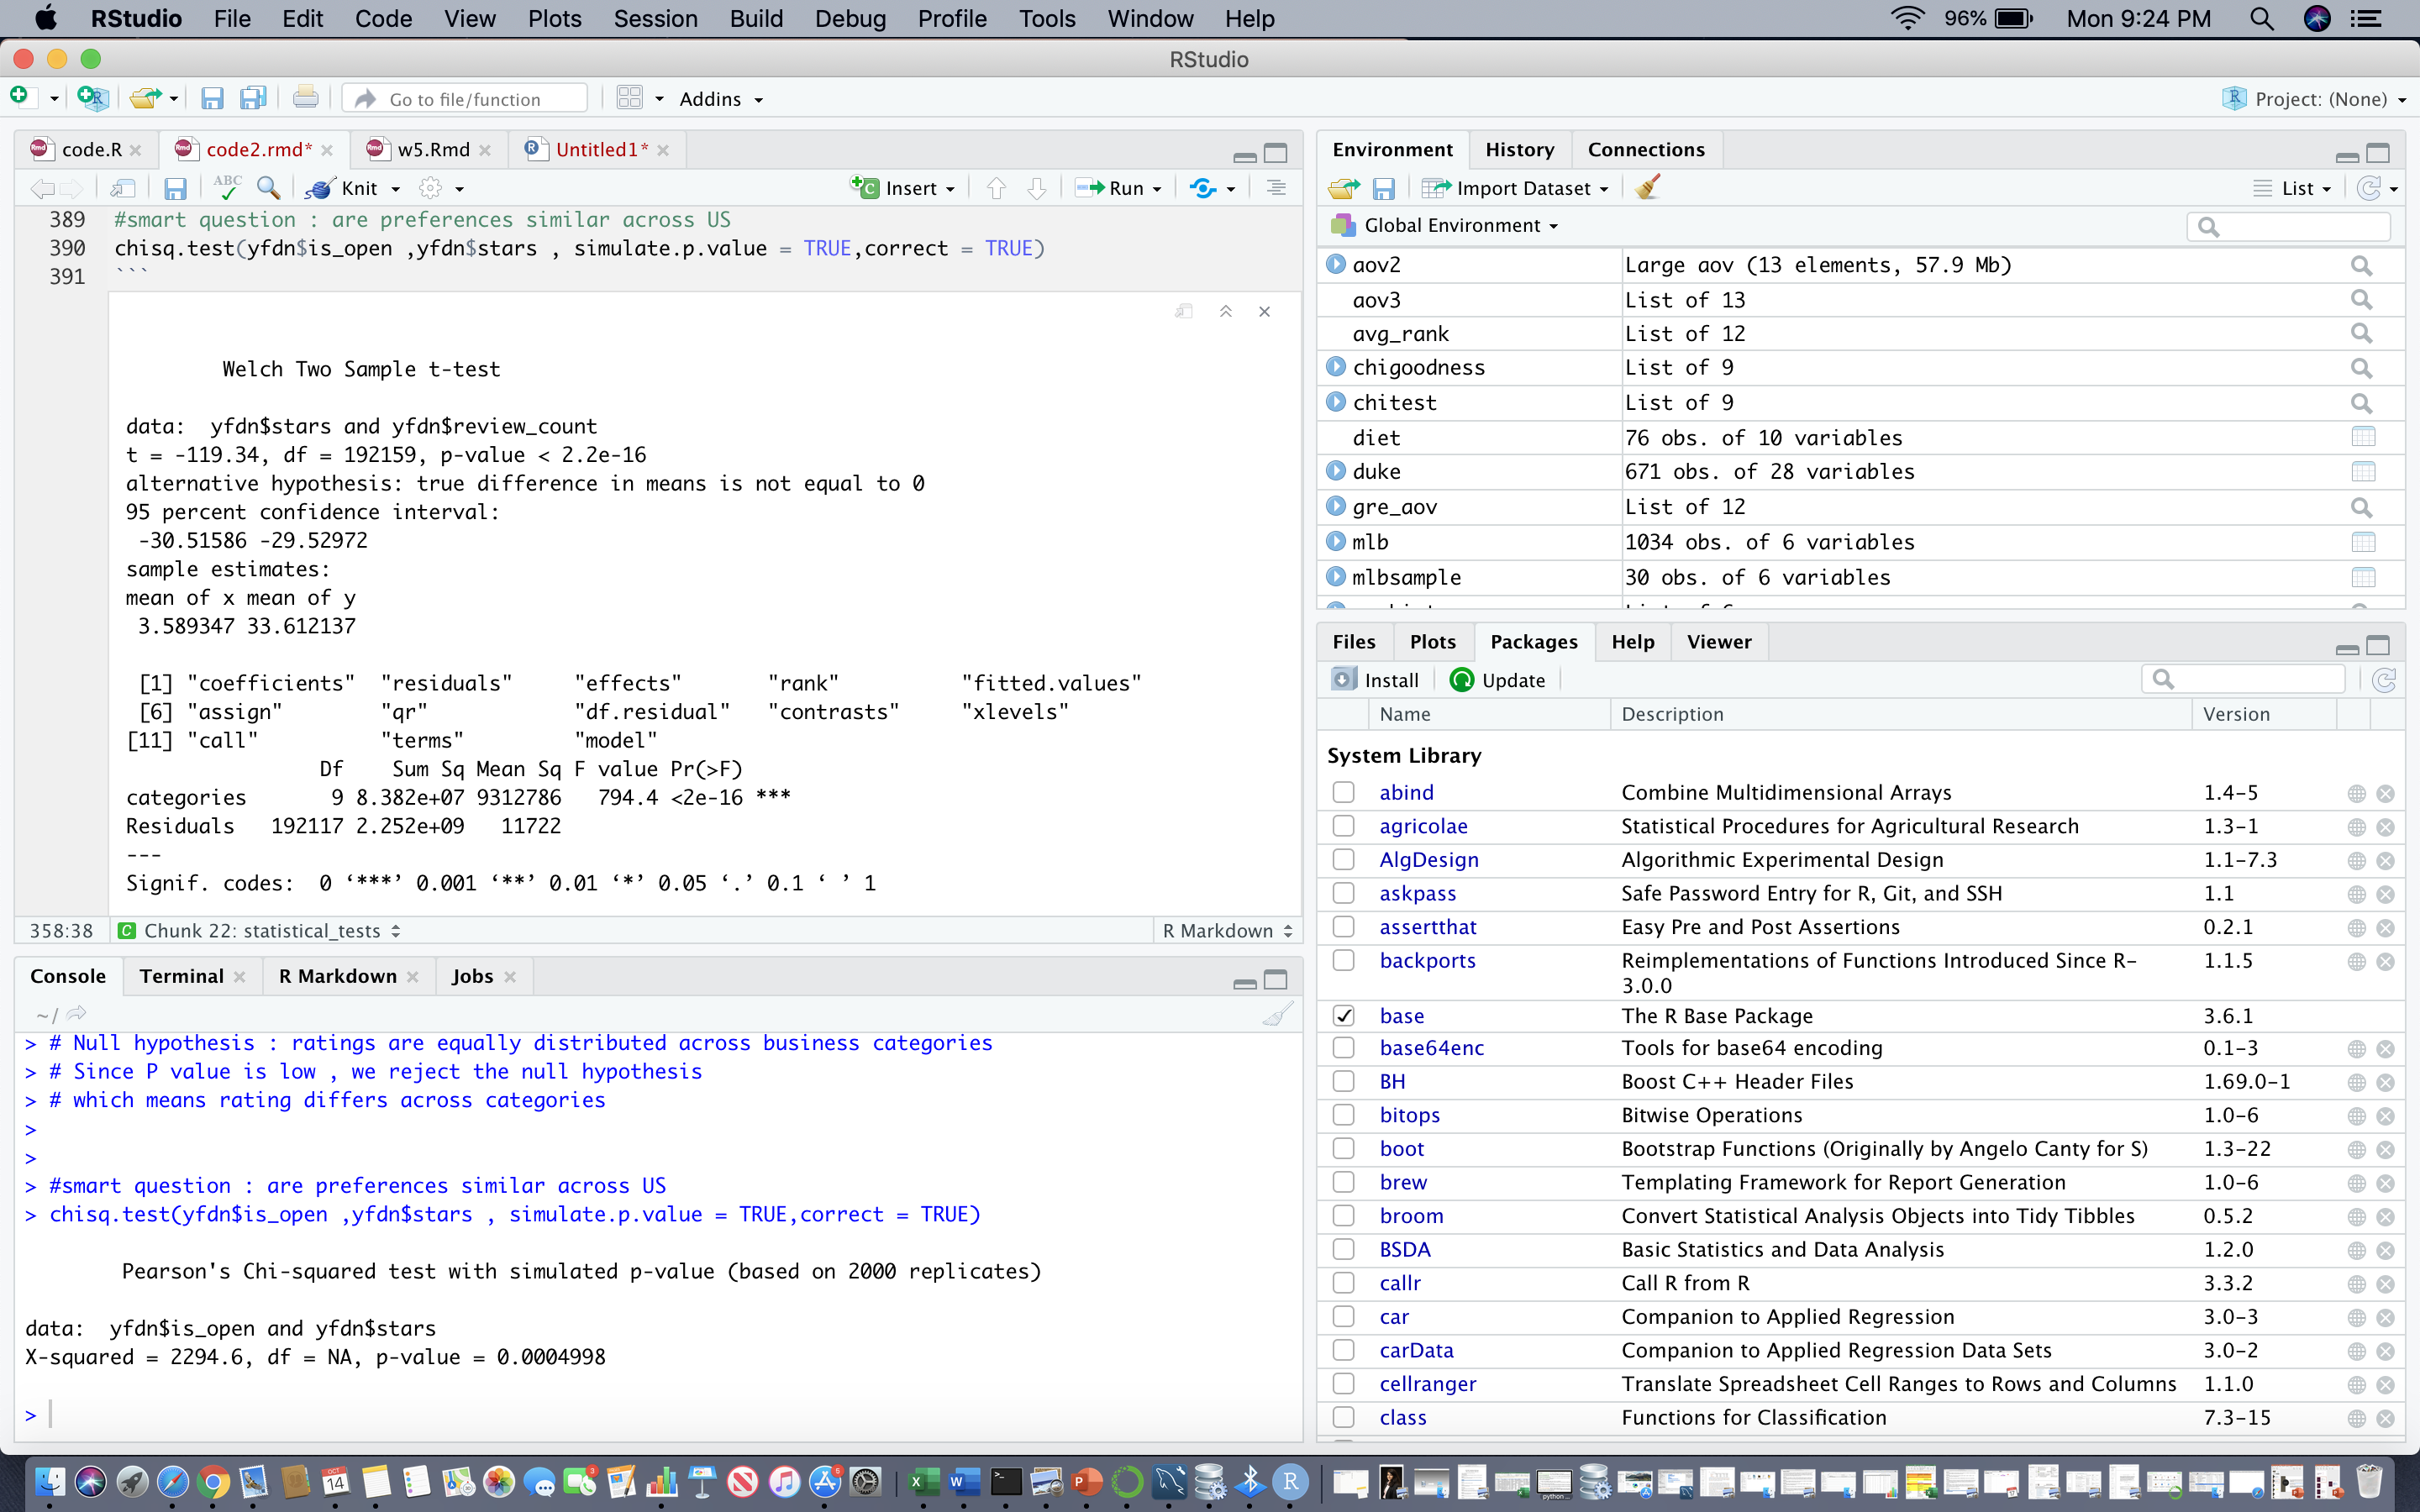 RStudio File Edit Code View Plots Session Build Debug Profile Tools Window Help 96% Mon 9:24 PM
RStudio
Go to file/function Addins Project: (None)
code.R code2.rmd* w5.Rmd Untitled1*
ABC Knit Insert Run
389 #smart question : are preferences similar across US
390 chisq.test(yfdn$is_open ,yfdn$stars , simulate.p.value = TRUE,correct = TRUE)
391 ```
Welch Two Sample t-test
data: yfdn$stars and yfdn$review_count
t = -119.34, df = 192159, p-value < 2.2e-16
alternative hypothesis: true difference in means is not equal to 0
95 percent confidence interval:
-30.51586 -29.52972
sample estimates:
mean of x mean of y
3.589347 33.612137
[1] "coefficients" "residuals" "effects" "rank" "fitted.values"
[6] "assign" "qr" "df.residual" "contrasts" "xlevels"
[11] "call" "terms" "model"
Df Sum Sq Mean Sq F value Pr(>F)
categories 9 8.382e+07 9312786 794.4 <2e-16 ***
Residuals 192117 2.252e+09 11722
---
Signif. codes: 0 ‘***’ 0.001 ‘**’ 0.01 ‘*’ 0.05 ‘.’ 0.1 ‘ ’ 1
358:38 Chunk 22: statistical_tests R Markdown
Console Terminal R Markdown Jobs
~/
> # Null hypothesis : ratings are equally distributed across business categories
> # Since P value is low , we reject the null hypothesis
> # which means rating differs across categories
>
>
> #smart question : are preferences similar across US
> chisq.test(yfdn$is_open ,yfdn$stars , simulate.p.value = TRUE,correct = TRUE)
Pearson's Chi-squared test with simulated p-value (based on 2000 replicates)
data: yfdn$is_open and yfdn$stars
X-squared = 2294.6, df = NA, p-value = 0.0004998
>
Environment History Connections
Import Dataset List
Global Environment
aov2 Large aov (13 elements, 57.9 Mb)
aov3 List of 13
avg_rank List of 12
chigoodness List of 9
chitest List of 9
diet 76 obs. of 10 variables
duke 671 obs. of 28 variables
gre_aov List of 12
mlb 1034 obs. of 6 variables
mlbsample 30 obs. of 6 variables
Files Plots Packages Help Viewer
Install Update
Name Description Version
System Library
abind Combine Multidimensional Arrays 1.4-5
agricolae Statistical Procedures for Agricultural Research 1.3-1
AlgDesign Algorithmic Experimental Design 1.1-7.3
askpass Safe Password Entry for R, Git, and SSH 1.1
assertthat Easy Pre and Post Assertions 0.2.1
backports Reimplementations of Functions Introduced Since R-
3.0.0 1.1.5
base The R Base Package 3.6.1
base64enc Tools for base64 encoding 0.1-3
BH Boost C++ Header Files 1.69.0-1
bitops Bitwise Operations 1.0-6
boot Bootstrap Functions (Originally by Angelo Canty for S) 1.3-22
brew Templating Framework for Report Generation 1.0-6
broom Convert Statistical Analysis Objects into Tidy Tibbles 0.5.2
BSDA Basic Statistics and Data Analysis 1.2.0
callr Call R from R 3.3.2
car Companion to Applied Regression 3.0-3
carData Companion to Applied Regression Data Sets 3.0-2
cellranger Translate Spreadsheet Cell Ranges to Rows and Columns 1.1.0
class Functions for Classification 7.3-15